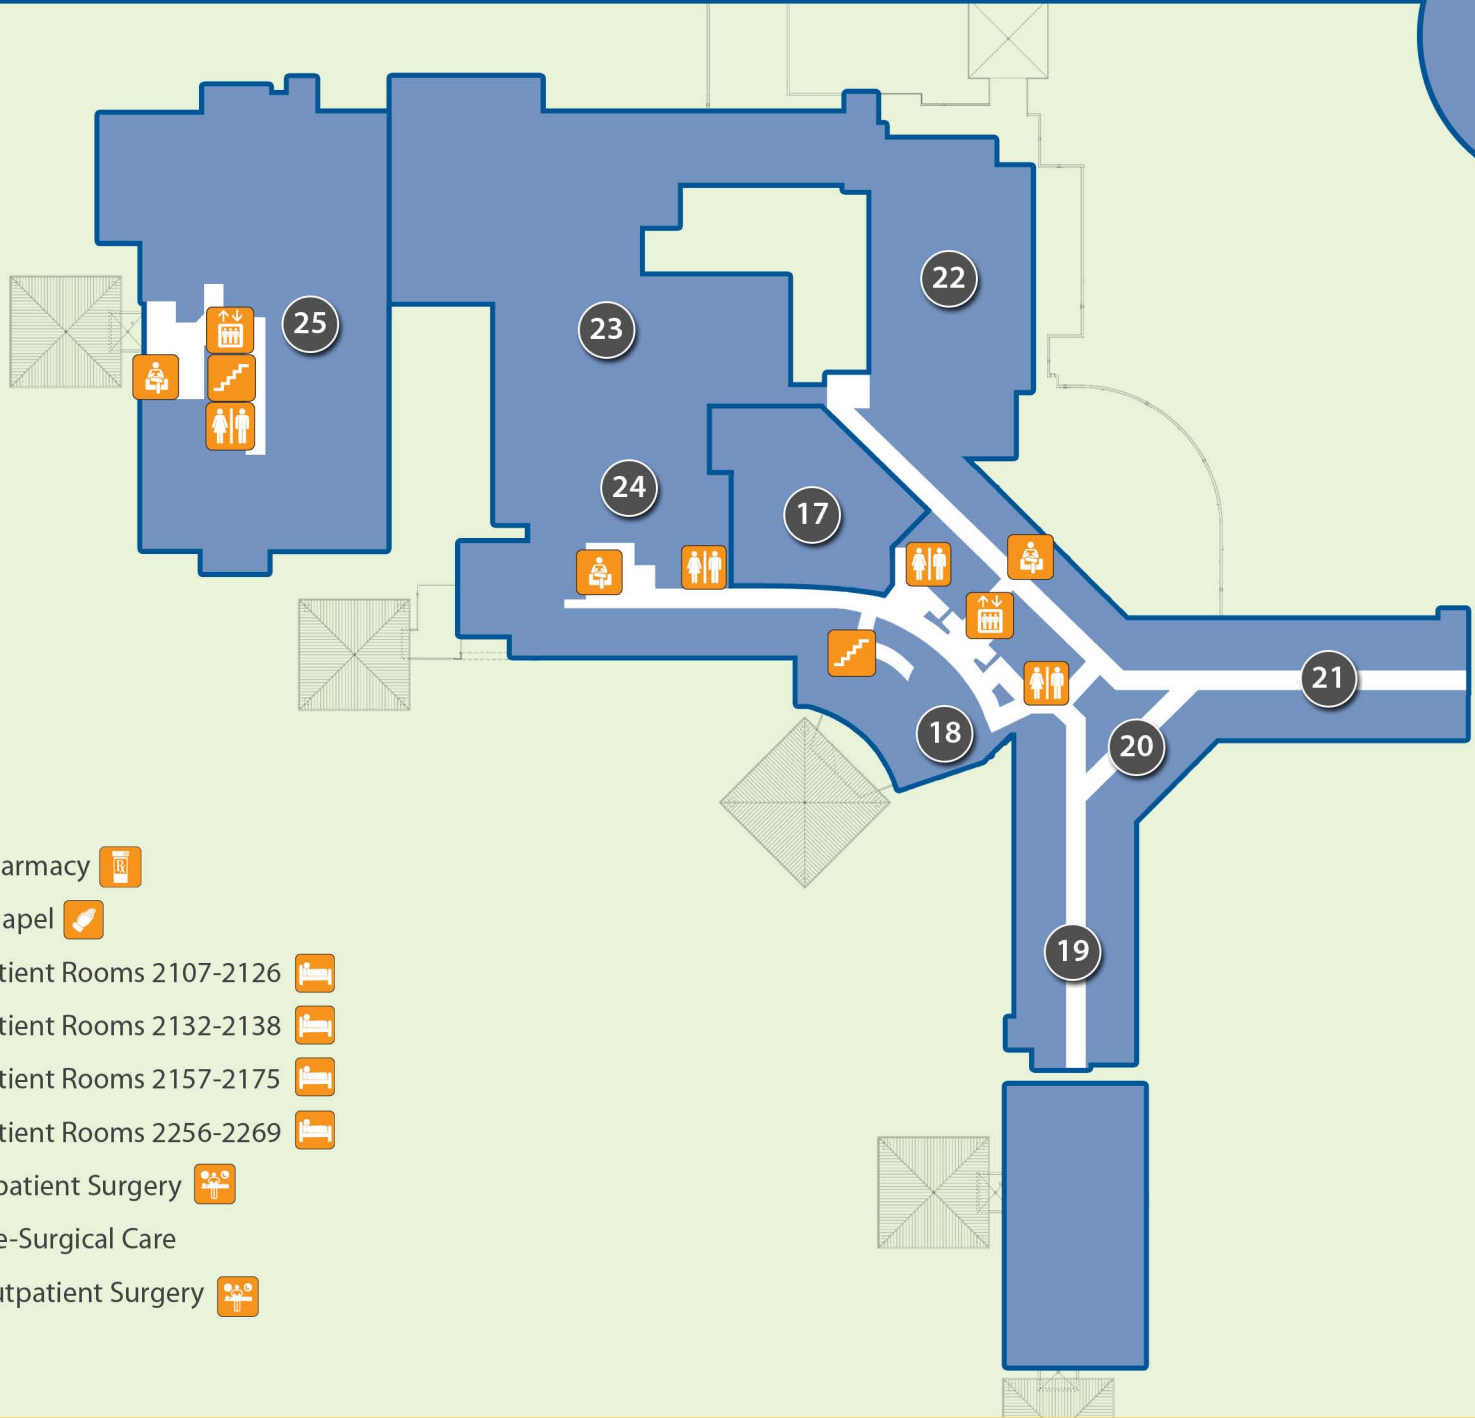 22
25
23
24
17
21
18
20
19
armacy
apel
tient Rooms 2107-2126
tient Rooms 2132-2138
tient Rooms 2157-2175
tient Rooms 2256-2269
patient Surgery
e-Surgical Care
utpatient Surgery